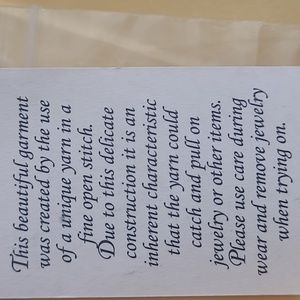 This beautiful garment
was created by the use
of a unique yarn in a
fine open stitch.
Due to this delicate
construction it is an
inherent characteristic
that the yarn could
catch and pull on
jewelry or other items.
Please use care during
wear and remove jewelry
when trying on.